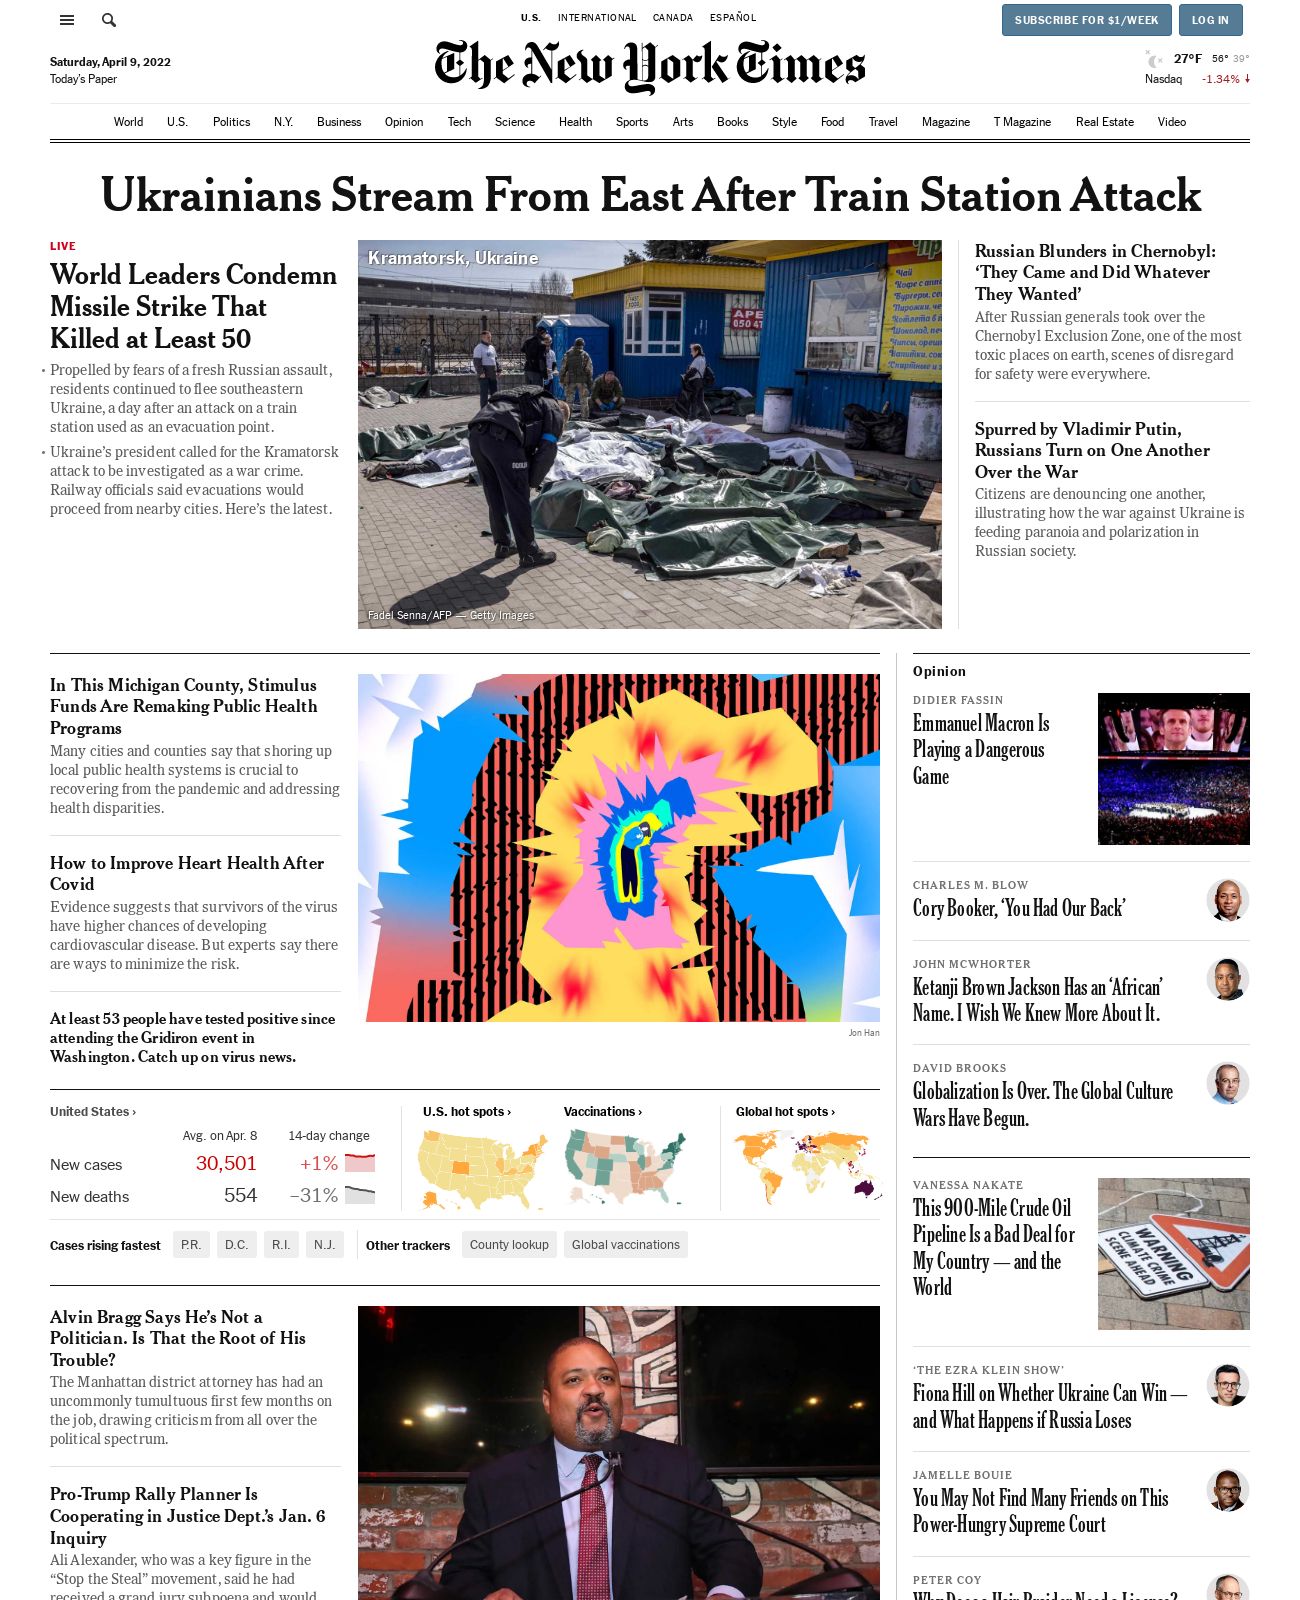 U.S. INTERNATIONAL CANADA ESPAÑOL
SUBSCRIBE FOR $1/WEEK LOG IN
Saturday, April 9, 2022
Today's Paper
The New York Times
27°F 56° 39°
Nasdaq -1.34%
World U.S. Politics N.Y. Business Opinion Tech Science Health Sports Arts Books Style Food Travel Magazine T Magazine Real Estate Video
Ukrainians Stream From East After Train Station Attack
LIVE
World Leaders Condemn
Missile Strike That
Killed at Least 50
Propelled by fears of a fresh Russian assault,
residents continued to flee southeastern
Ukraine, a day after an attack on a train
station used as an evacuation point.
Ukraine's president called for the Kramatorsk
attack to be investigated as a war crime.
Railway officials said evacuations would
proceed from nearby cities. Here's the latest.
Kramatorsk, Ukraine
FAST FOOD
050 47
Чай
Fadel Senna/AFP — Getty Images
Russian Blunders in Chernobyl:
‘They Came and Did Whatever
They Wanted’
After Russian generals took over the
Chernobyl Exclusion Zone, one of the most
toxic places on earth, scenes of disregard
for safety were everywhere.
Spurred by Vladimir Putin,
Russians Turn on One Another
Over the War
Citizens are denouncing one another,
illustrating how the war against Ukraine is
feeding paranoia and polarization in
Russian society.
In This Michigan County, Stimulus
Funds Are Remaking Public Health
Programs
Many cities and counties say that shoring up
local public health systems is crucial to
recovering from the pandemic and addressing
health disparities.
How to Improve Heart Health After
Covid
Evidence suggests that survivors of the virus
have higher chances of developing
cardiovascular disease. But experts say there
are ways to minimize the risk.
At least 53 people have tested positive since
attending the Gridiron event in
Washington. Catch up on virus news.
Jon Han
United States ›
Avg. on Apr. 8 14-day change
New cases 30,501 +1%
New deaths 554 –31%
U.S. hot spots › Vaccinations › Global hot spots ›
Cases rising fastest P.R. D.C. R.I. N.J. Other trackers County lookup Global vaccinations
Alvin Bragg Says He's Not a
Politician. Is That the Root of His
Trouble?
The Manhattan district attorney has had an
uncommonly tumultuous first few months on
the job, drawing criticism from all over the
political spectrum.
Pro-Trump Rally Planner Is
Cooperating in Justice Dept.'s Jan. 6
Inquiry
Ali Alexander, who was a key figure in the
“Stop the Steal” movement, said he had
received a grand jury subpoena and would
Opinion
DIDIER FASSIN
Emmanuel Macron Is
Playing a Dangerous
Game
CHARLES M. BLOW
Cory Booker, ‘You Had Our Back’
JOHN MCWHORTER
Ketanji Brown Jackson Has an ‘African’
Name. I Wish We Knew More About It.
DAVID BROOKS
Globalization Is Over. The Global Culture
Wars Have Begun.
VANESSA NAKATE
This 900-Mile Crude Oil
Pipeline Is a Bad Deal for
My Country — and the
World
WARNING
CLIMATE CRIME
SCENE AHEAD
‘THE EZRA KLEIN SHOW’
Fiona Hill on Whether Ukraine Can Win —
and What Happens if Russia Loses
JAMELLE BOUIE
You May Not Find Many Friends on This
Power-Hungry Supreme Court
PETER COY
Why Does a Hair Braider Need a License?